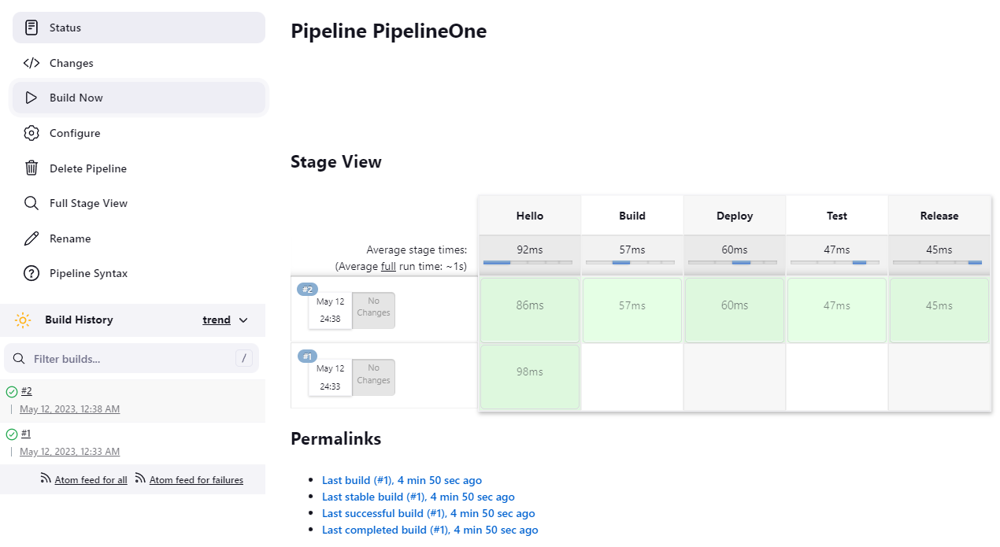 Status
Changes
Build Now
Configure
Delete Pipeline
Full Stage View
Rename
Pipeline Syntax
Build History
trend
Filter builds...
/
#2
May 12, 2023, 12:38 AM
#1
May 12, 2023, 12:33 AM
Atom feed for all Atom feed for failures
Pipeline PipelineOne
Stage View
Hello Build Deploy Test Release
Average stage times: 92ms 57ms 60ms 47ms 45ms
(Average full run time: ~1s)
#2
May 12
24:38
No
Changes
86ms 57ms 60ms 47ms 45ms
#1
May 12
24:33
No
Changes
98ms
Permalinks
Last build (#1), 4 min 50 sec ago
Last stable build (#1), 4 min 50 sec ago
Last successful build (#1), 4 min 50 sec ago
Last completed build (#1), 4 min 50 sec ago